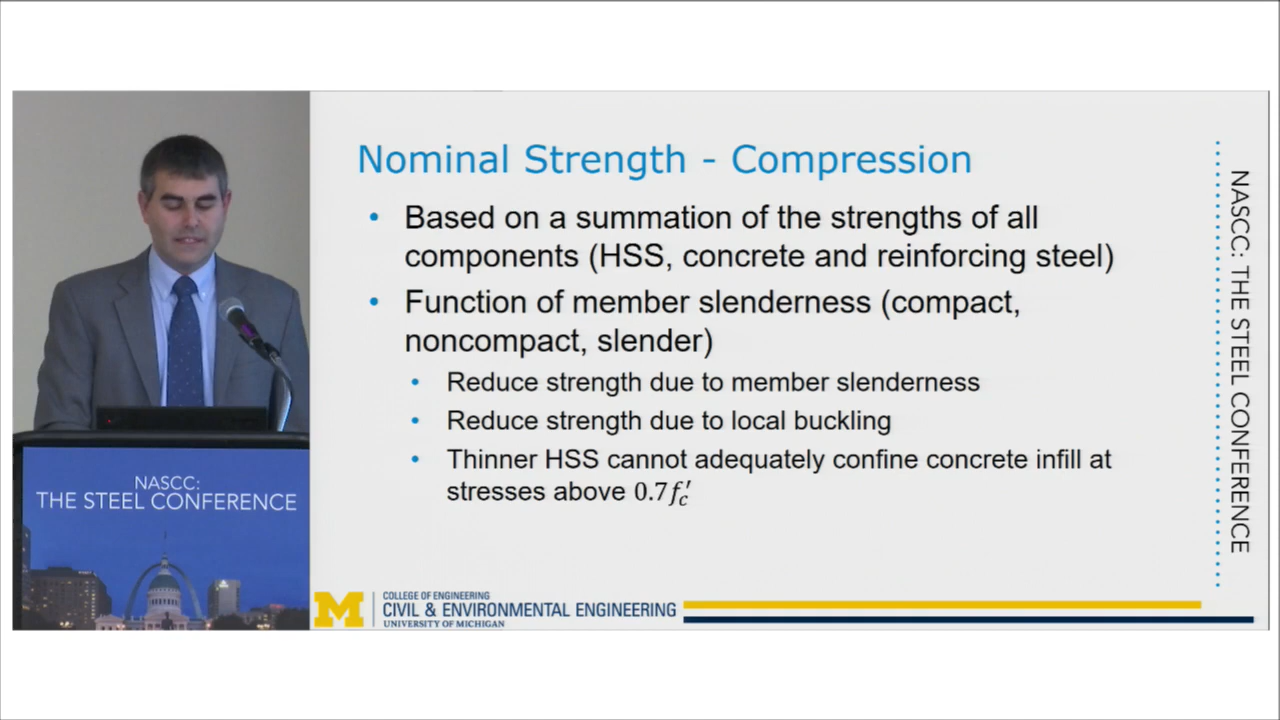 Nominal Strength - Compression
• Based on a summation of the strengths of all
components (HSS, concrete and reinforcing steel)
• Function of member slenderness (compact,
noncompact, slender)
• Reduce strength due to member slenderness
• Reduce strength due to local buckling
• Thinner HSS cannot adequately confine concrete infill at
stresses above 0.7f′c
NASCC: THE STEEL CONFERENCE
NASCC:
THE STEEL CONFERENCE
M
COLLEGE OF ENGINEERING
CIVIL & ENVIRONMENTAL ENGINEERING
UNIVERSITY OF MICHIGAN